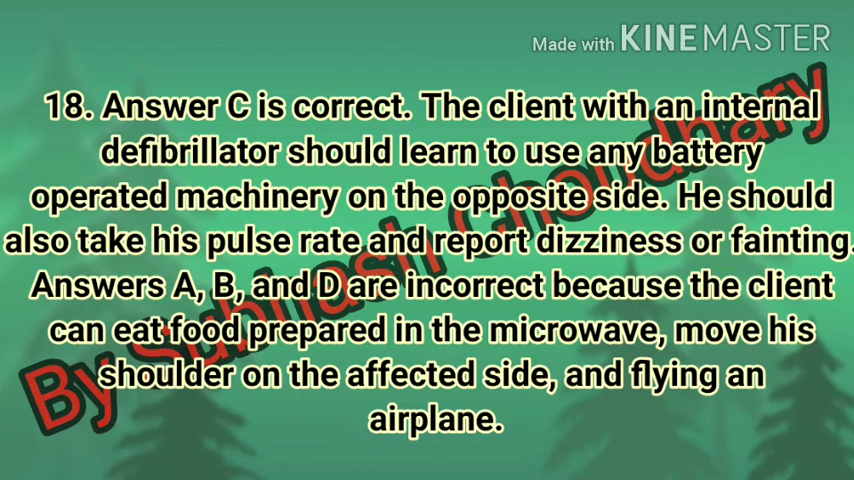 Made with KINEMASTER
18. Answer C is correct. The client with an internal
defibrillator should learn to use any battery
operated machinery on the opposite side. He should
also take his pulse rate and report dizziness or fainting.
Answers A, B, and D are incorrect because the client
can eat food prepared in the microwave, move his
shoulder on the affected side, and flying an
airplane.
By Subhash Choudhary